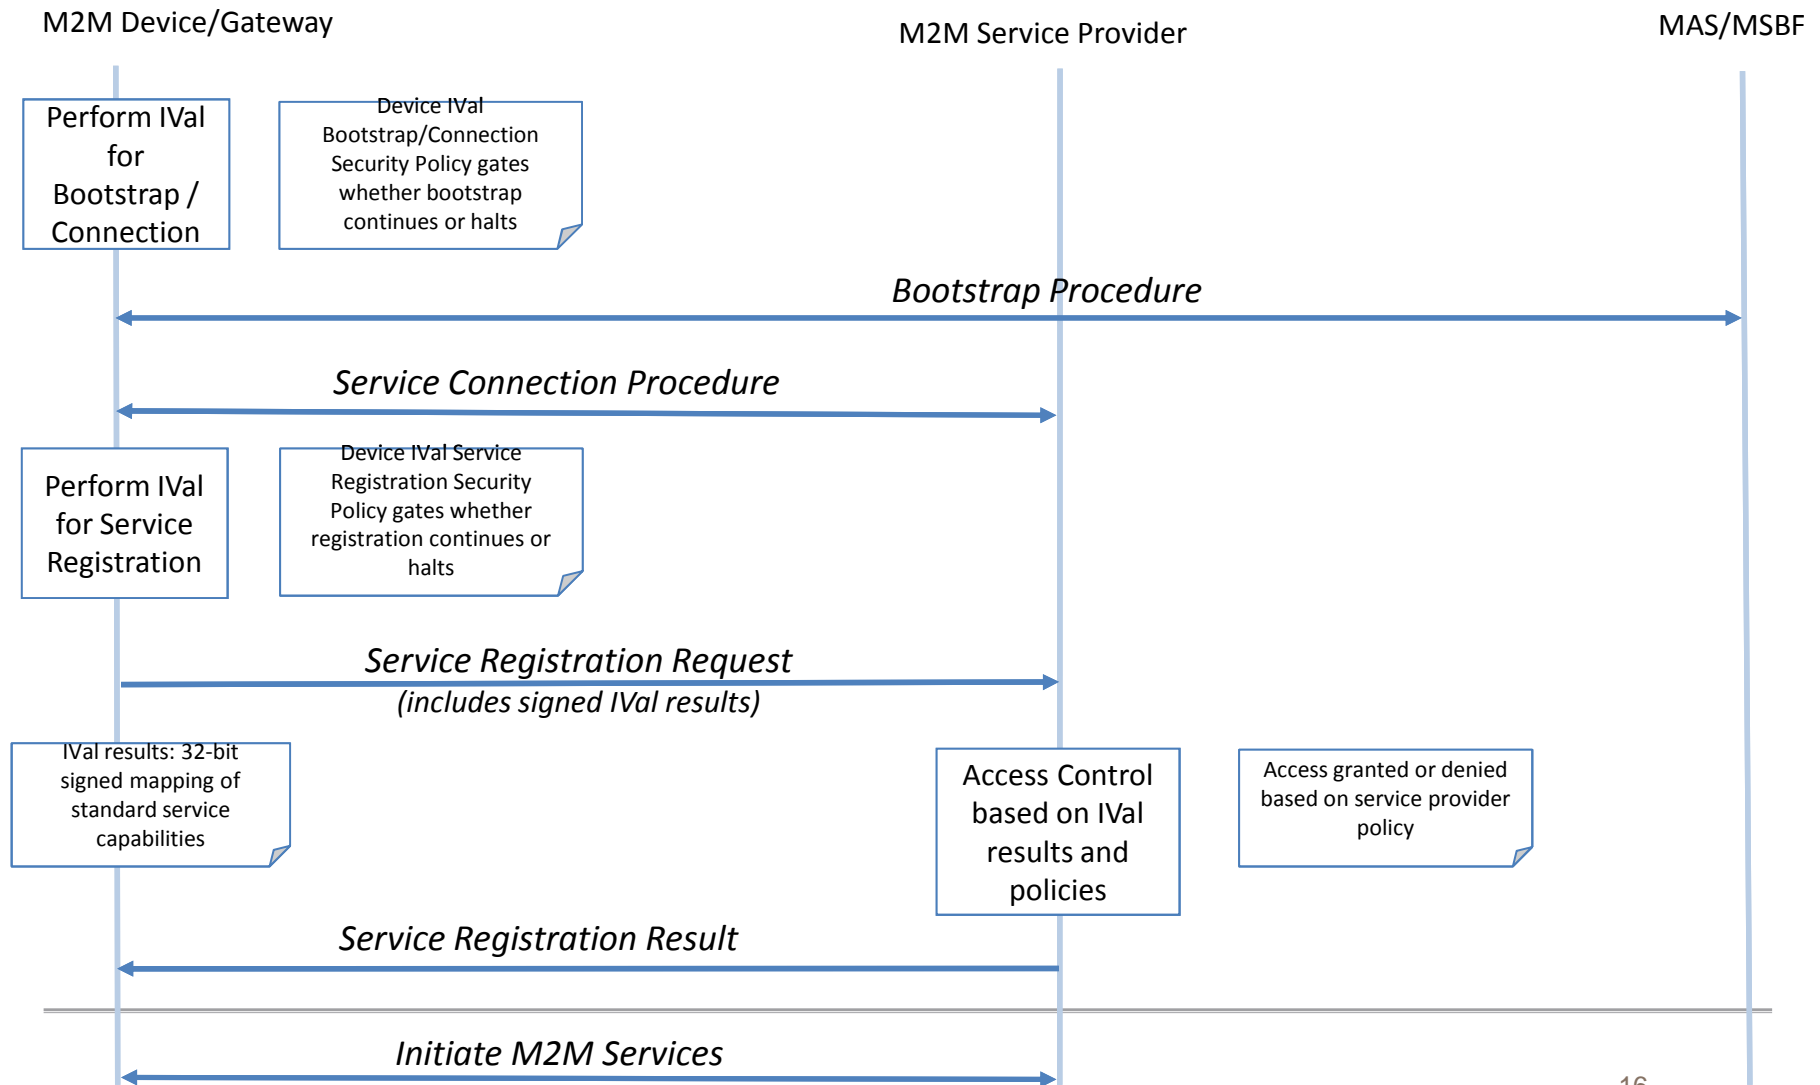 M2M Device/Gateway
M2M Service Provider
MAS/MSBF
Perform IVal
for
Bootstrap /
Connection
Device IVal
Bootstrap/Connection
Security Policy gates
whether bootstrap
continues or halts
Bootstrap Procedure
Service Connection Procedure
Perform IVal
for Service
Registration
Device IVal Service
Registration Security
Policy gates whether
registration continues or
halts
Service Registration Request
(includes signed IVal results)
IVal results: 32-bit
signed mapping of
standard service
capabilities
Access Control
based on IVal
results and
policies
Access granted or denied
based on service provider
policy
Service Registration Result
Initiate M2M Services
16